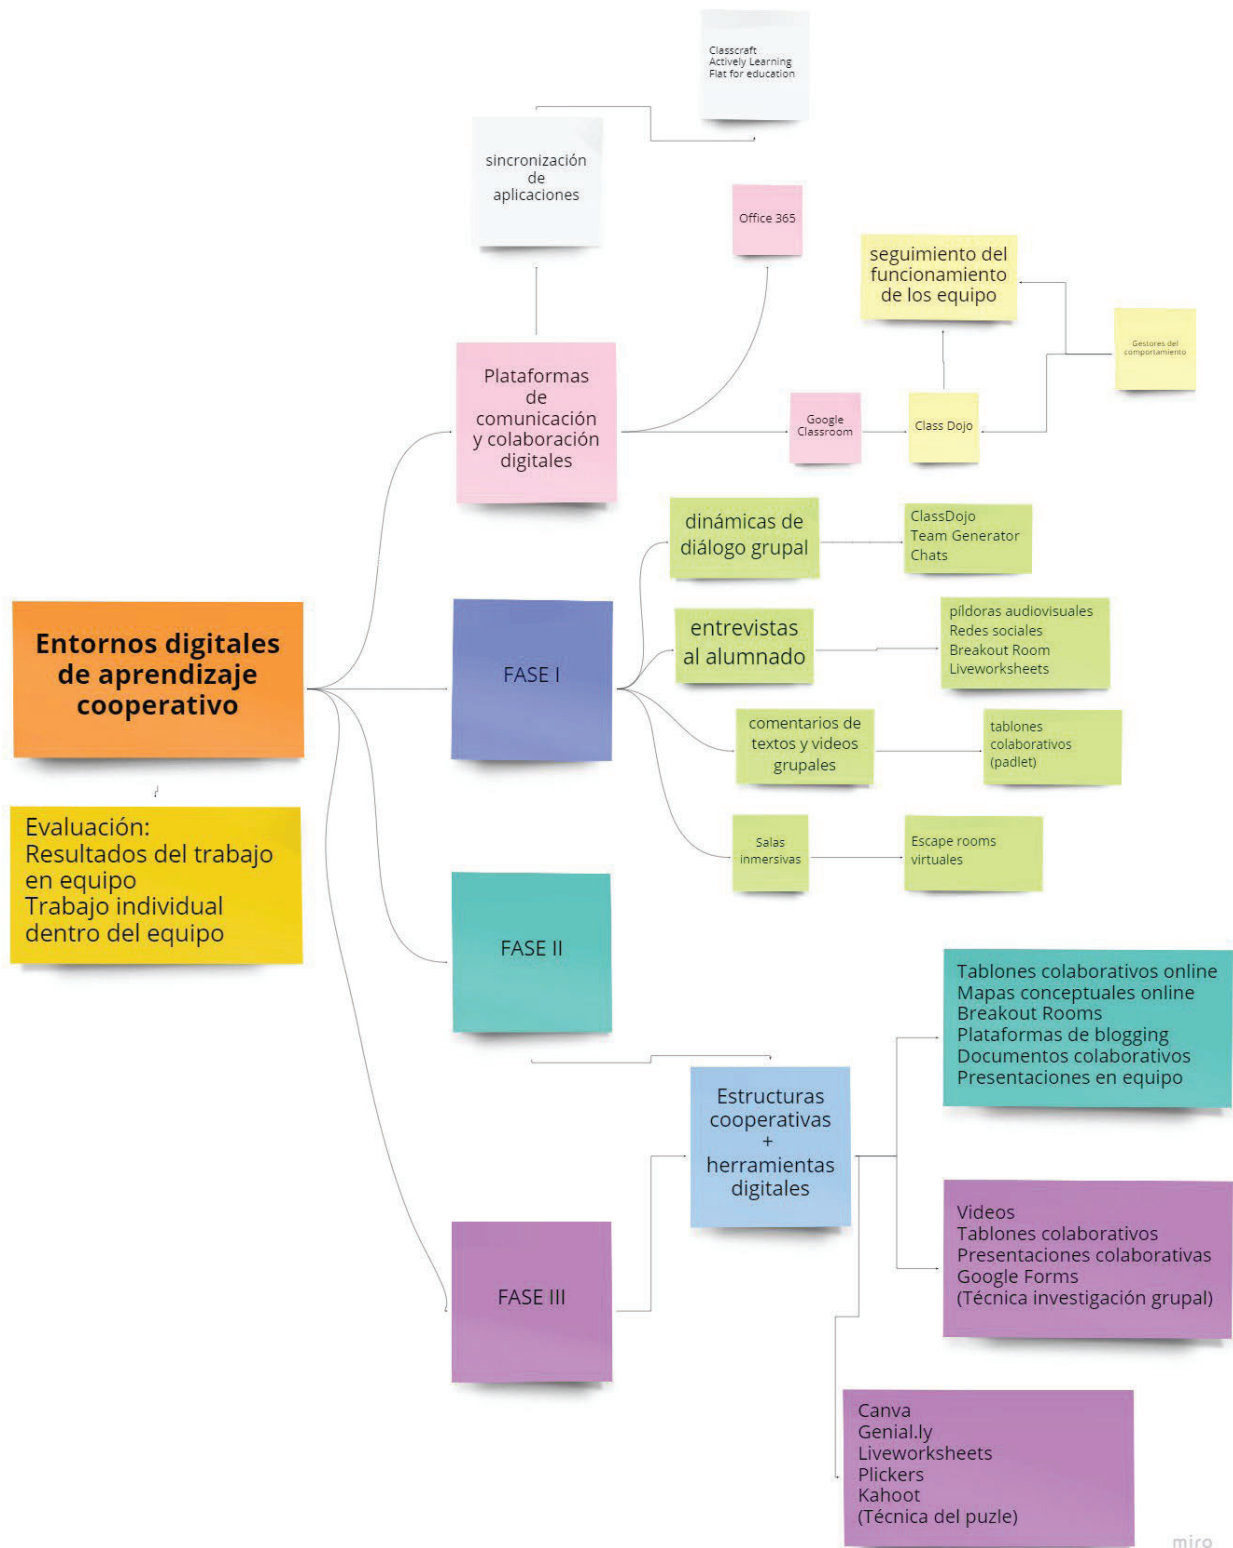 Classcraft
Actively Learning
Flat for education
sincronización
de
aplicaciones
Office 365
seguimiento del
funcionamiento
de los equipo
Gestores del
comportamiento
Plataformas
de
comunicación
y colaboración
digitales
Google
Classroom
Class Dojo
dinámicas de
diálogo grupal
ClassDojo
Team Generator
Chats
Entornos digitales
de aprendizaje
cooperativo
FASE I
entrevistas
al alumnado
píldoras audiovisuales
Redes sociales
Breakout Room
Liveworksheets
comentarios de
textos y videos
grupales
tablones
colaborativos
(padlet)
Salas
inmersivas
Escape rooms
virtuales
Evaluación:
Resultados del trabajo
en equipo
Trabajo individual
dentro del equipo
FASE II
Tablones colaborativos online
Mapas conceptuales online
Breakout Rooms
Plataformas de blogging
Documentos colaborativos
Presentaciones en equipo
Estructuras
cooperativas
+
herramientas
digitales
FASE III
Videos
Tablones colaborativos
Presentaciones colaborativas
Google Forms
(Técnica investigación grupal)
Canva
Genial.ly
Liveworksheets
Plickers
Kahoot
(Técnica del puzle)
miro